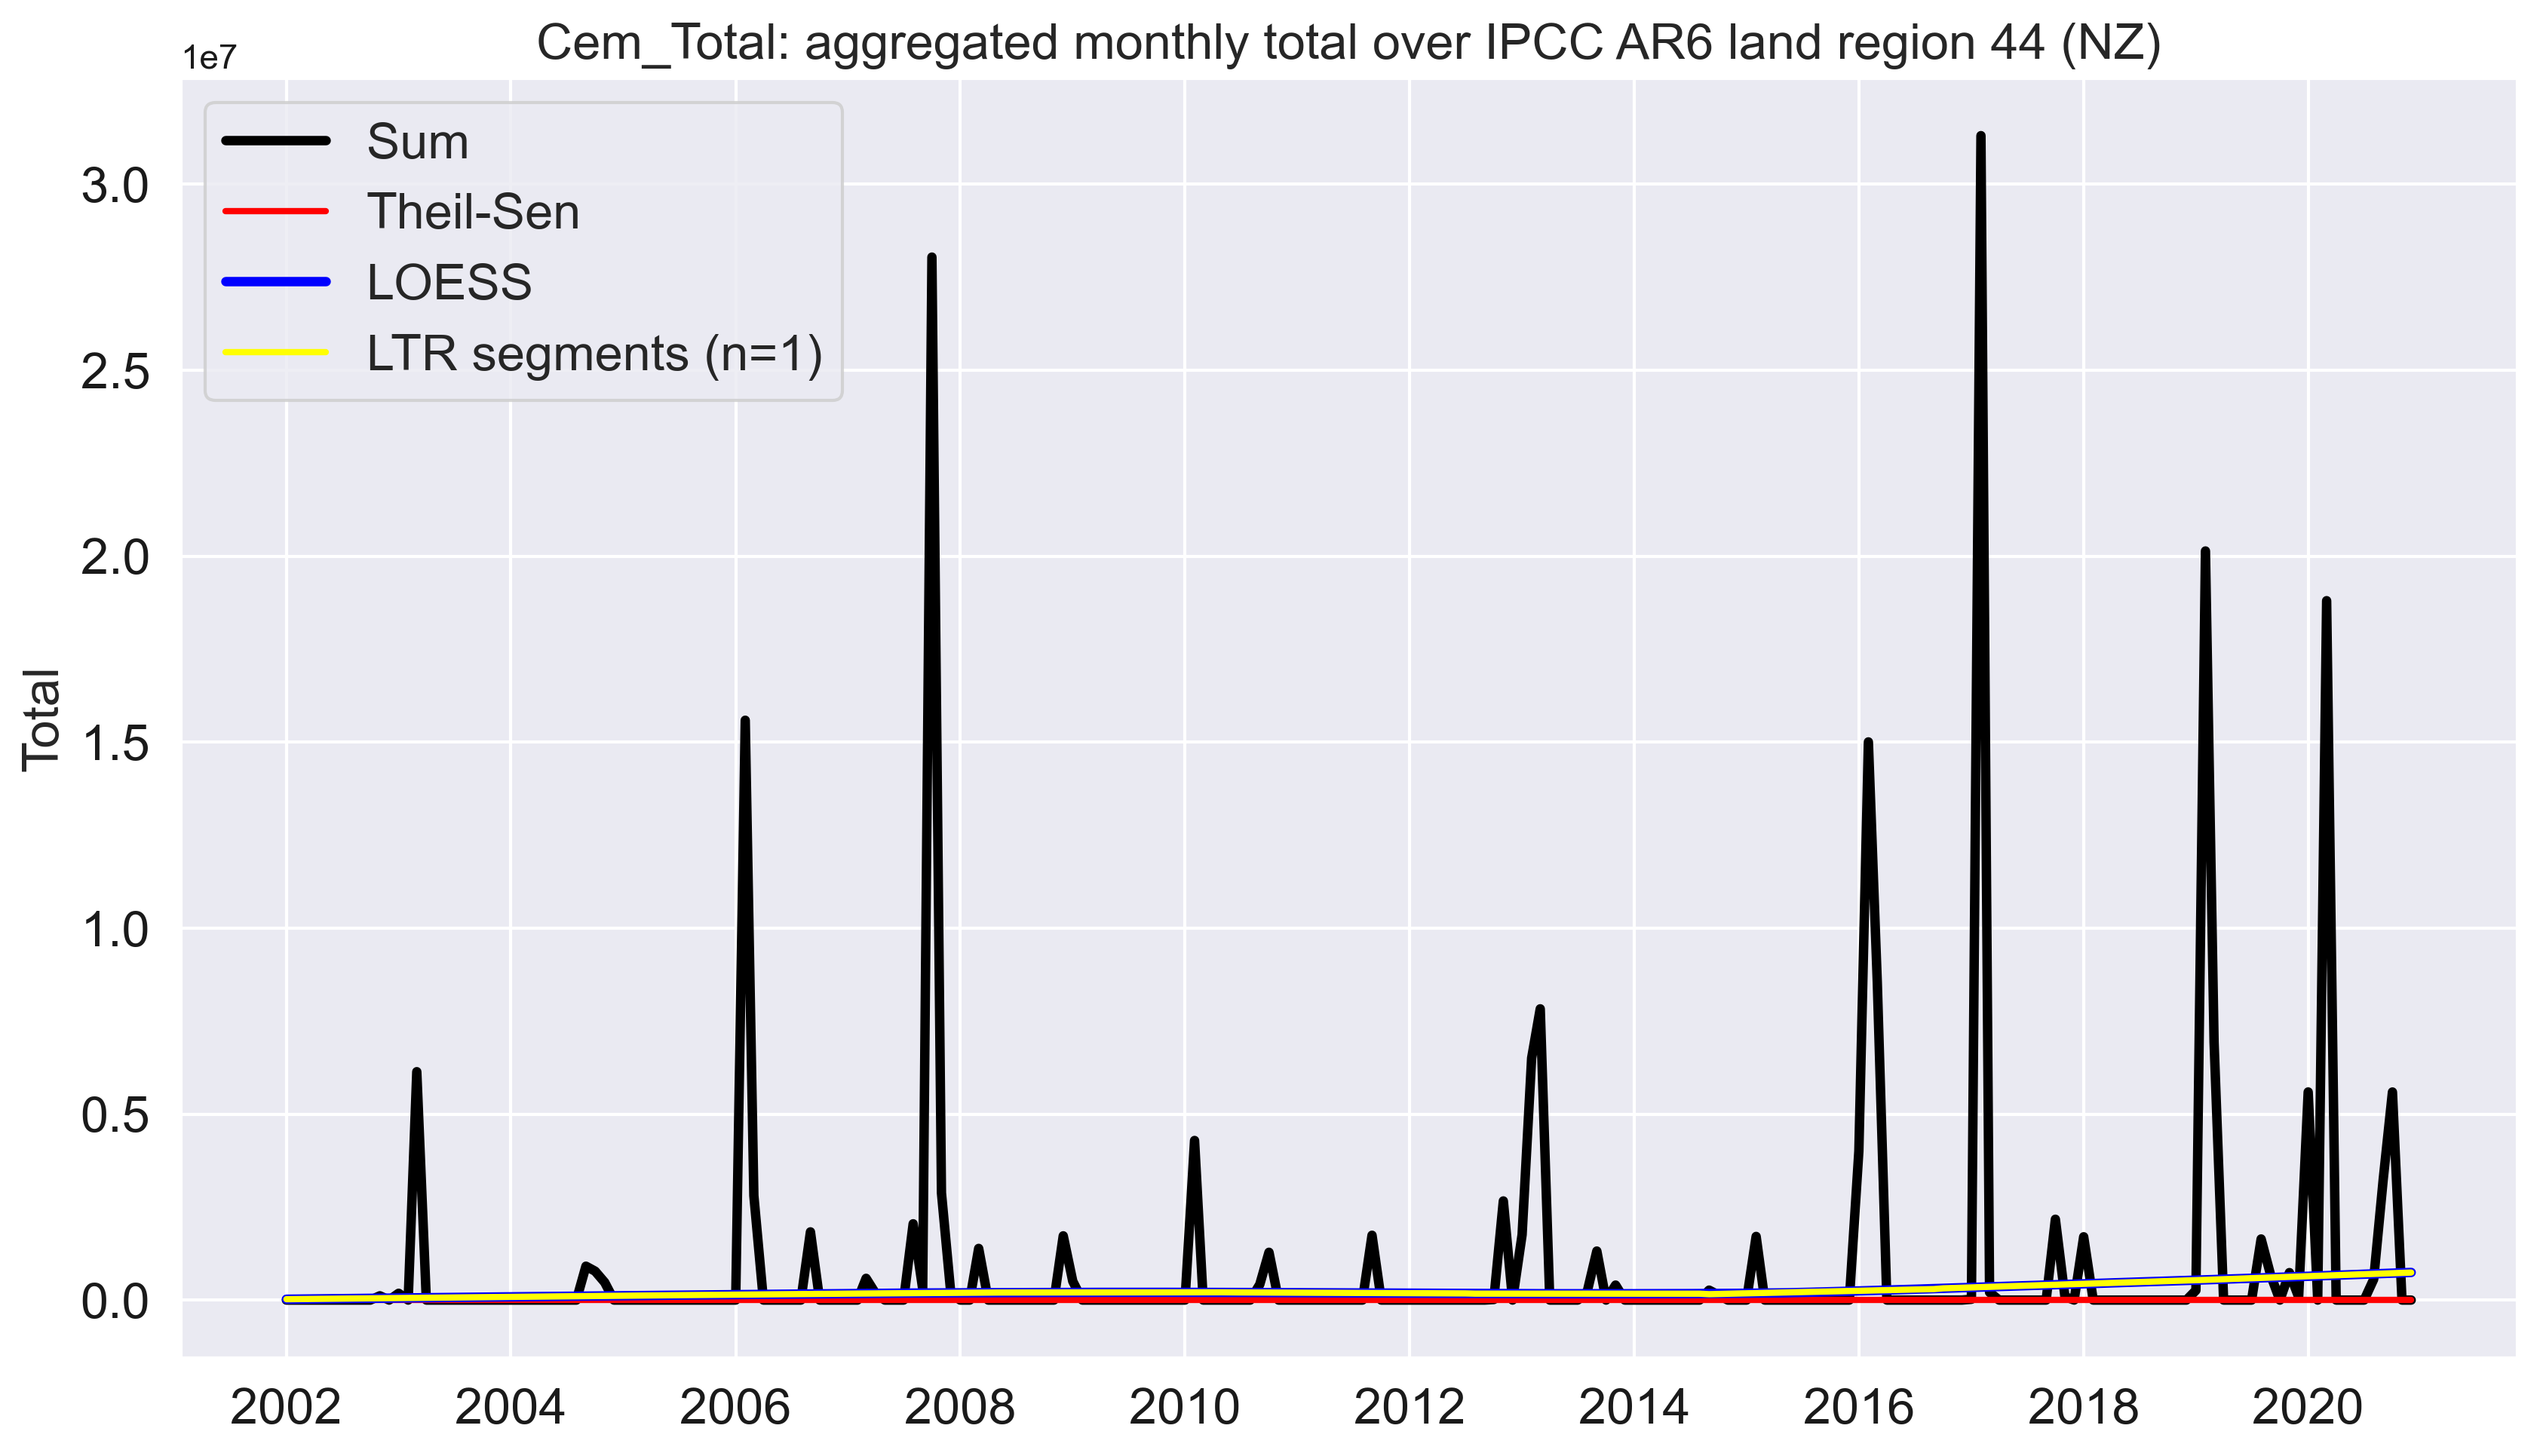 Cem_Total: aggregated monthly total over IPCC AR6 land region 44 (NZ)
1e7
Sum
Theil-Sen
LOESS
LTR segments (n=1)
3.0
2.5
2.0
1.5
1.0
0.5
0.0
Total
2002 2004 2006 2008 2010 2012 2014 2016 2018 2020